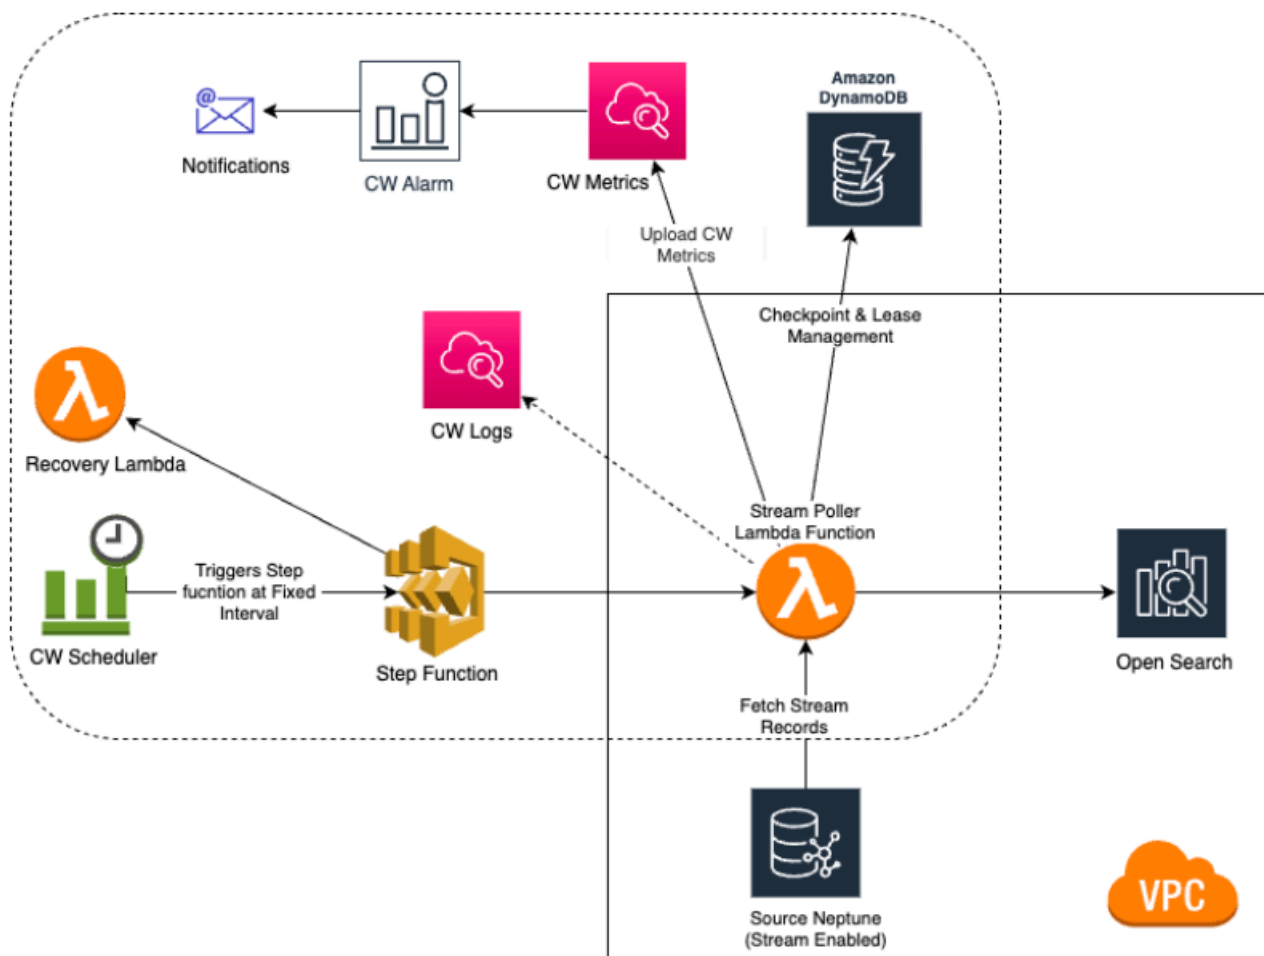 Amazon
DynamoDB
@
Notifications
CW Alarm
CW Metrics
Upload CW
Metrics
Checkpoint & Lease
Management
CW Logs
Recovery Lambda
Stream Poller
Lambda Function
Triggers Step
fucntion at Fixed
Interval
CW Scheduler
Step Function
Open Search
Fetch Stream
Records
Source Neptune
(Stream Enabled)
VPC